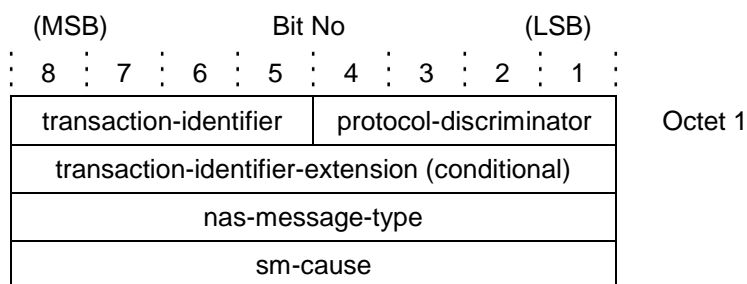 (MSB) Bit No (LSB)
8 7 6 5 4 3 2 1
transaction-identifier protocol-discriminator Octet 1
transaction-identifier-extension (conditional)
nas-message-type
sm-cause